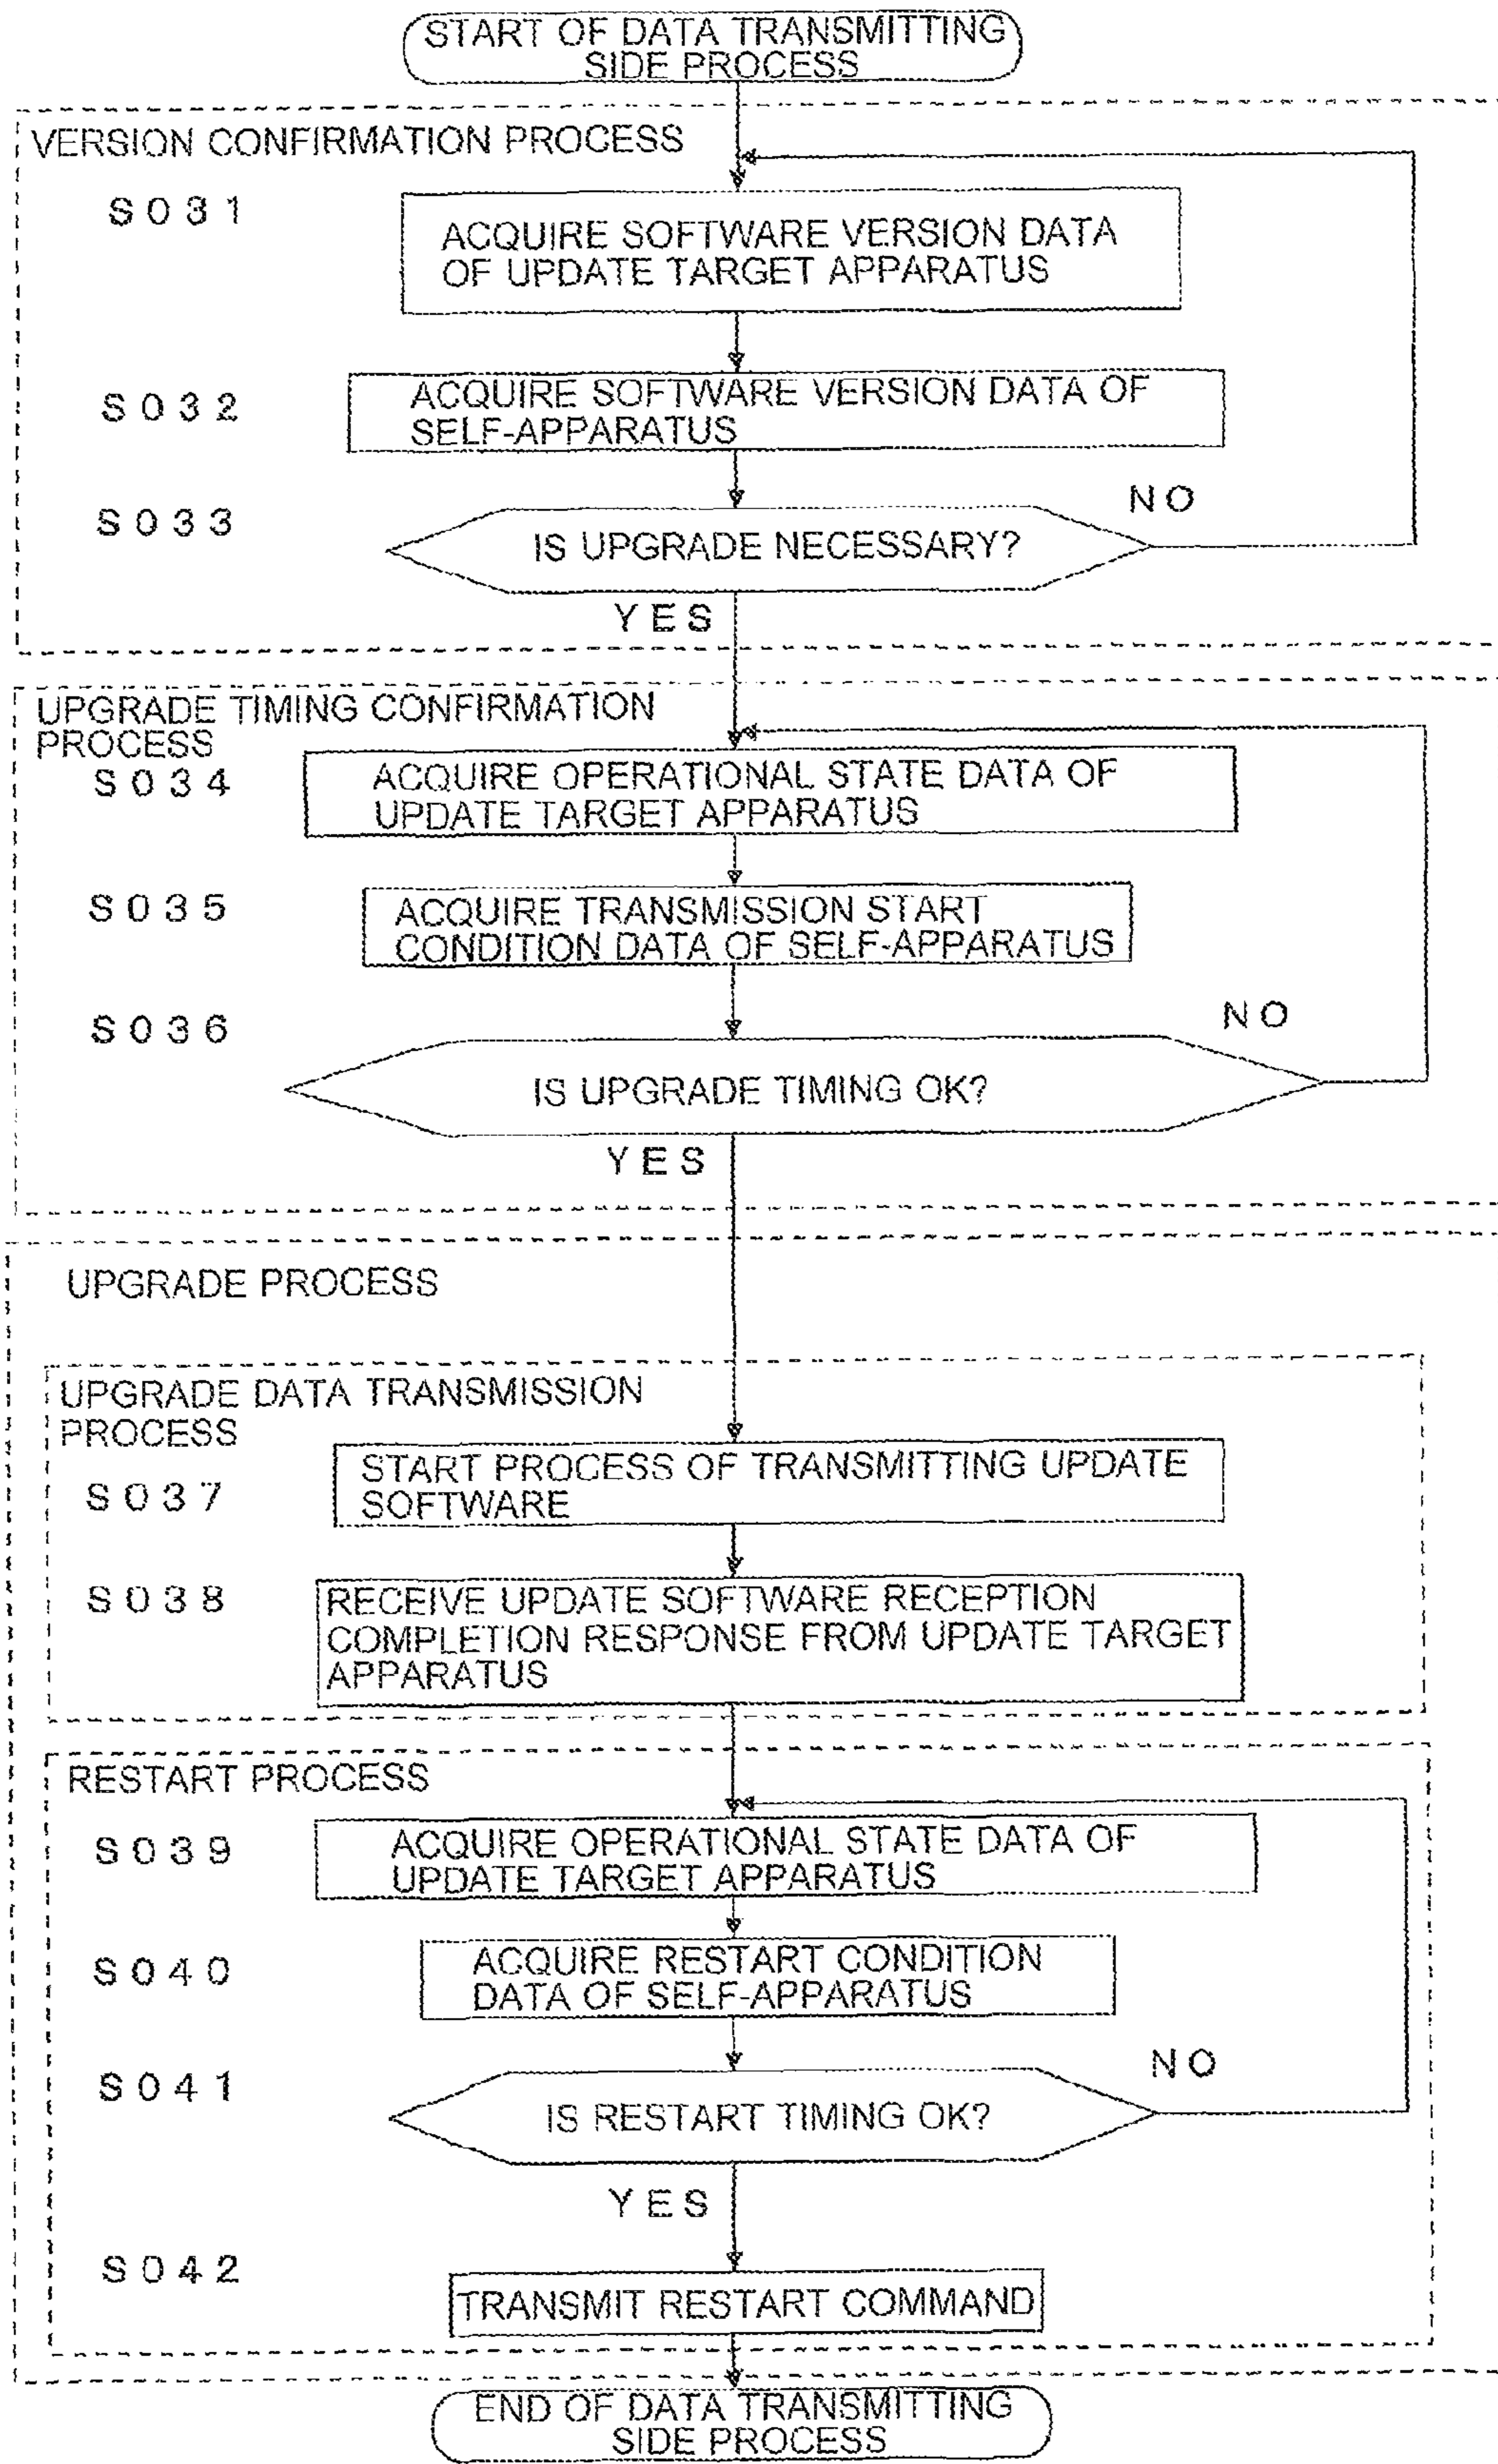 START OF DATA TRANSMITTING
SIDE PROCESS
VERSION CONFIRMATION PROCESS
S031
ACQUIRE SOFTWARE VERSION DATA
OF UPDATE TARGET APPARATUS
S032
ACQUIRE SOFTWARE VERSION DATA OF
SELF-APPARATUS
S033
NO
IS UPGRADE NECESSARY?
YES
UPGRADE TIMING CONFIRMATION
PROCESS
S034
ACQUIRE OPERATIONAL STATE DATA OF
UPDATE TARGET APPARATUS
S035
ACQUIRE TRANSMISSION START
CONDITION DATA OF SELF-APPARATUS
S036
NO
IS UPGRADE TIMING OK?
YES
UPGRADE PROCESS
UPGRADE DATA TRANSMISSION
PROCESS
S037
START PROCESS OF TRANSMITTING UPDATE
SOFTWARE
S038
RECEIVE UPDATE SOFTWARE RECEPTION
COMPLETION RESPONSE FROM UPDATE TARGET
APPARATUS
RESTART PROCESS
S039
ACQUIRE OPERATIONAL STATE DATA OF
UPDATE TARGET APPARATUS
S040
ACQUIRE RESTART CONDITION
DATA OF SELF-APPARATUS
S041
NO
IS RESTART TIMING OK?
YES
S042
TRANSMIT RESTART COMMAND
END OF DATA TRANSMITTING
SIDE PROCESS